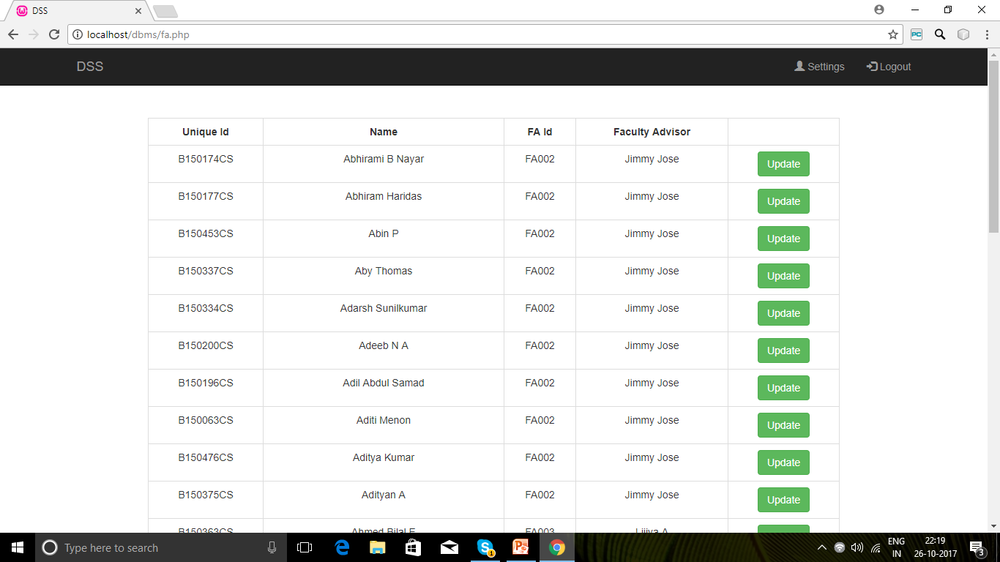 DSS
localhost/dbms/fa.php
PC
DSS Settings Logout
Unique Id Name FA Id Faculty Advisor
B150174CS Abhirami B Nayar FA002 Jimmy Jose Update
B150177CS Abhiram Haridas FA002 Jimmy Jose Update
B150453CS Abin P FA002 Jimmy Jose Update
B150337CS Aby Thomas FA002 Jimmy Jose Update
B150334CS Adarsh Sunilkumar FA002 Jimmy Jose Update
B150200CS Adeeb N A FA002 Jimmy Jose Update
B150196CS Adil Abdul Samad FA002 Jimmy Jose Update
B150063CS Aditi Menon FA002 Jimmy Jose Update
B150476CS Aditya Kumar FA002 Jimmy Jose Update
B150375CS Adityan A FA002 Jimmy Jose Update
B150363CS Ahmed Bilal FA003
Type here to search
ENG 22:19
IN 26-10-2017 3